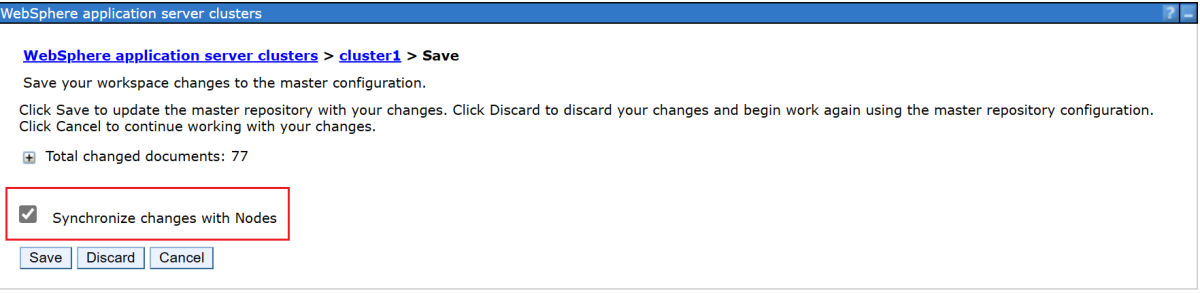 WebSphere application server clusters ? -
WebSphere application server clusters > cluster1 > Save
Save your workspace changes to the master configuration.
Click Save to update the master repository with your changes. Click Discard to discard your changes and begin work again using the master repository configuration.
Click Cancel to continue working with your changes.
+ Total changed documents: 77
Synchronize changes with Nodes
Save Discard Cancel